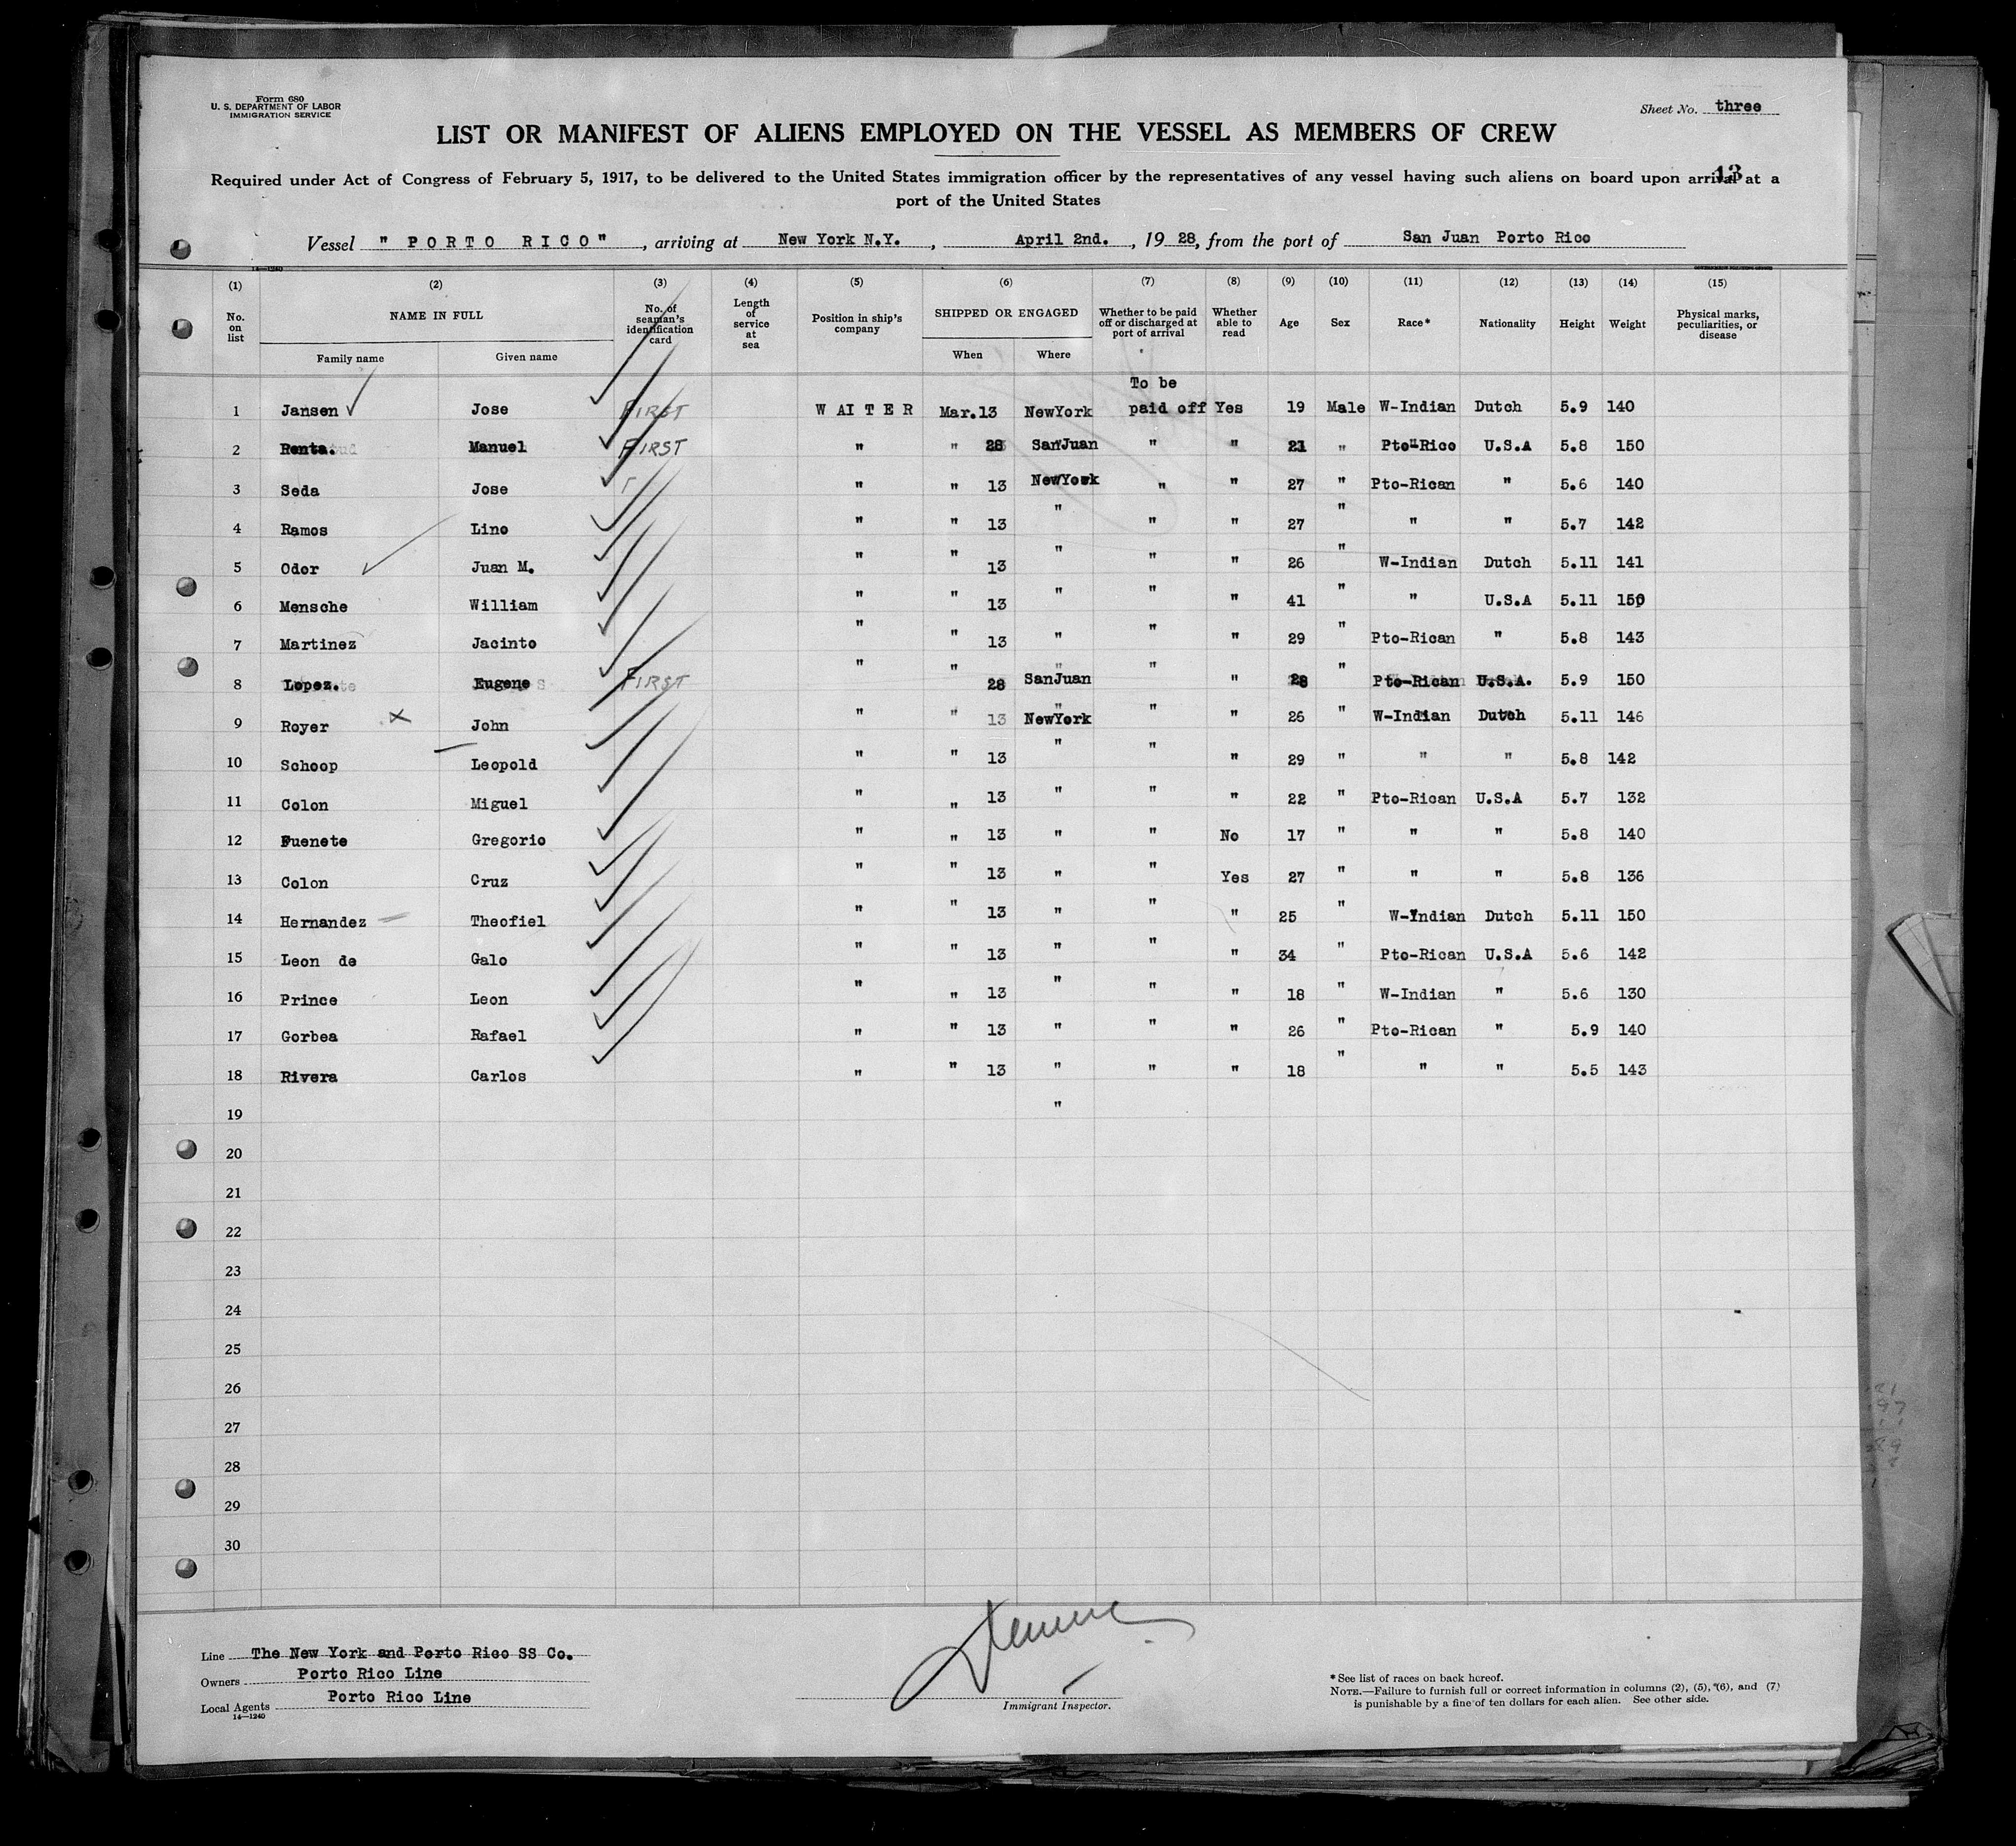 Form 680
U. S. DEPARTMENT OF LABOR
IMMIGRATION SERVICE
Sheet No. three
LIST OR MANIFEST OF ALIENS EMPLOYED ON THE VESSEL AS MEMBERS OF CREW
13
Required under Act of Congress of February 5, 1917, to be delivered to the United States immigration officer by the representatives of any vessel having such aliens on board upon arrival at a
port of the United States
Vessel " PORTO RICO" , arriving at New York N.Y. , April 2nd. , 19 28, from the port of San Juan Porto Rico
14—1240
(1) (2) (3) (4) (5) (6) (7) (8) (9) (10) (11) (12) (13) (14) (15)
No. on list NAME IN FULL Family name Given name No. of seaman's identification card Length of service at sea Position in ship's company SHIPPED OR ENGAGED When Where Whether to be paid off or discharged at port of arrival Whether able to read Age Sex Race* Nationality Height Weight Physical marks, peculiarities, or disease
To be
1 Jansen Jose FIRST WAITER Mar.13 NewYork paid off Yes 19 Male W-Indian Dutch 5.9 140
2 Renta. Manuel FIRST " " 28 SanJuan " " 21 " Pto-Rico U.S.A 5.8 150
3 Seda Jose " " 13 NewYork " " 27 " Pto-Rican " 5.6 140
4 Ramos Lino " " 13 " " " 27 " " " 5.7 142
5 Odor Juan M. " " 13 " " " 26 " W-Indian Dutch 5.11 141
6 Mensche William " " 13 " " " 41 " " U.S.A 5.11 150
7 Martinez Jacinto " " 13 " " " 29 " Pto-Rican " 5.8 143
8 Lopez. Eugene FIRST " " 28 SanJuan " " 28 " Pto-Rican U.S.A. 5.9 150
9 Royer x John " " 13 NewYork " " 26 " W-Indian Dutch 5.11 146
10 Schoop Leopold " " 13 " " " 29 " " " 5.8 142
11 Colon Miguel " " 13 " " " 22 " Pto-Rican U.S.A 5.7 132
12 Fuenete Gregorio " " 13 " " No 17 " " " 5.8 140
13 Colon Cruz " " 13 " " Yes 27 " " " 5.8 136
14 Hernandez Theofiel " " 13 " " " 25 " W-Indian Dutch 5.11 150
15 Leon de Galo " " 13 " " " 34 " Pto-Rican U.S.A 5.6 142
16 Prince Leon " " 13 " " " 18 " W-Indian " 5.6 130
17 Gorbea Rafael " " 13 " " " 26 " Pto-Rican " 5.9 140
18 Rivera Carlos " " 13 " " " 18 " " " 5.5 143
19 "
20
21
22
23
24
25
26
27
28
29
30
Line The New York and Porto Rico SS Co.
Owners Porto Rico Line
Local Agents Porto Rico Line
14—1240
Immigrant Inspector.
*See list of races on back hereof.
NOTE.—Failure to furnish full or correct information in columns (2), (5), (6), and (7)
is punishable by a fine of ten dollars for each alien. See other side.